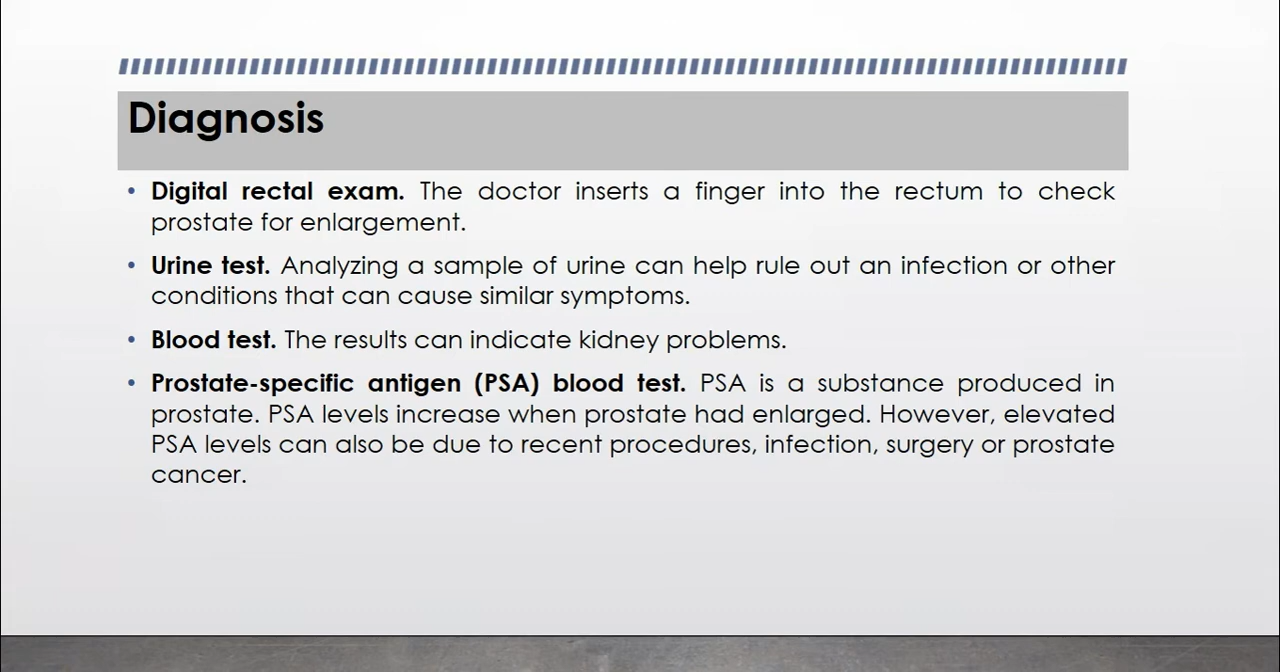 Diagnosis
• Digital rectal exam. The doctor inserts a finger into the rectum to check
prostate for enlargement.
• Urine test. Analyzing a sample of urine can help rule out an infection or other
conditions that can cause similar symptoms.
• Blood test. The results can indicate kidney problems.
• Prostate-specific antigen (PSA) blood test. PSA is a substance produced in
prostate. PSA levels increase when prostate had enlarged. However, elevated
PSA levels can also be due to recent procedures, infection, surgery or prostate
cancer.